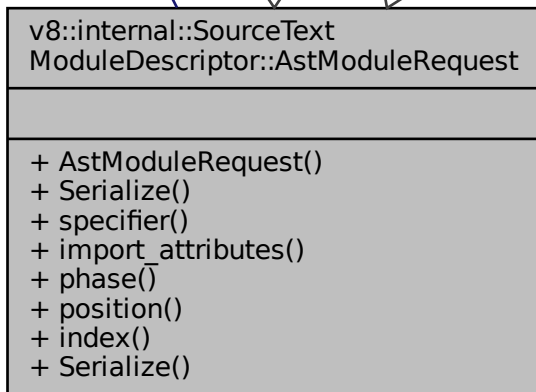 v8::internal::SourceText
ModuleDescriptor::AstModuleRequest
+ AstModuleRequest()
+ Serialize()
+ specifier()
+ import_attributes()
+ phase()
+ position()
+ index()
+ Serialize()